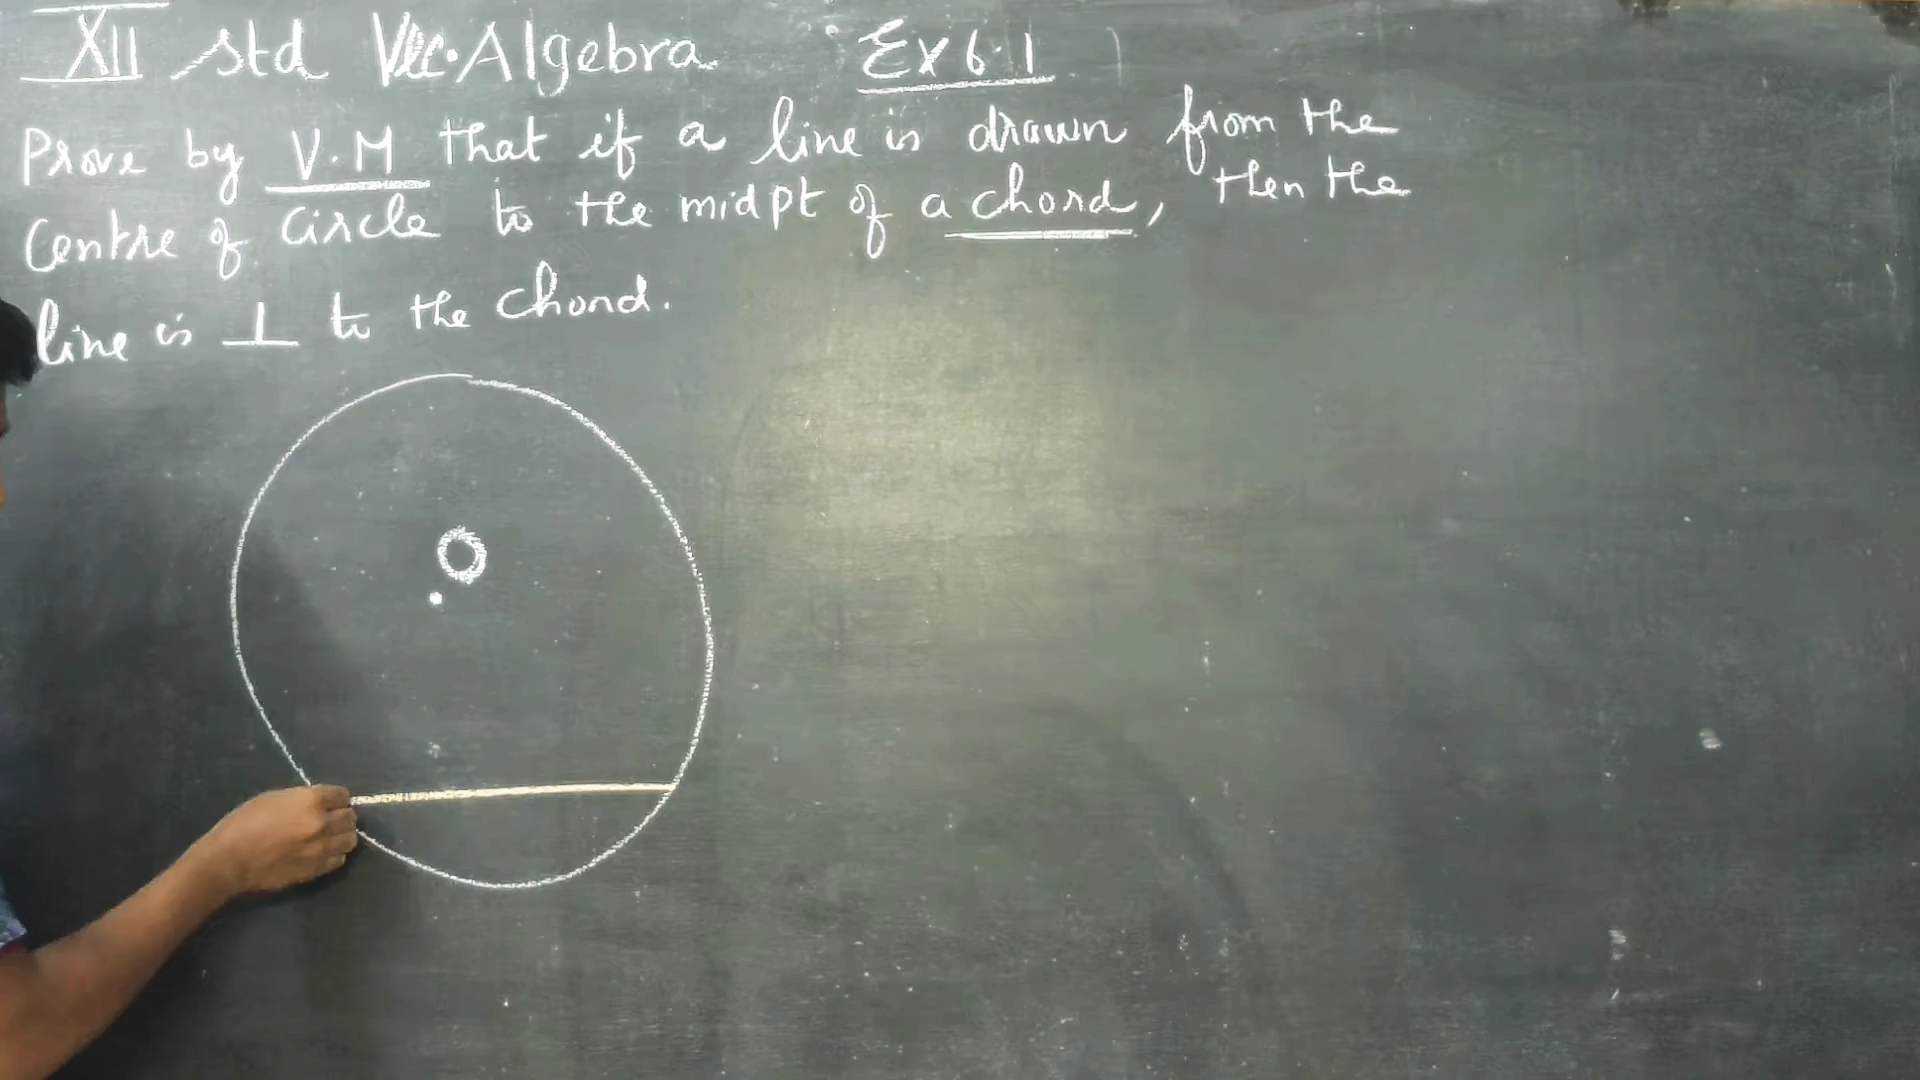 XII std Vec. Algebra Ex 6.1
Prove by V.M that if a line is drawn from the
Centre of circle to the midpt of a chord, then the
line is ⊥ to the chord.
O